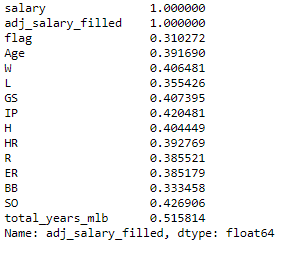 salary 1.000000
adj_salary_filled 1.000000
flag 0.310272
Age 0.391690
W 0.406481
L 0.355426
GS 0.407395
IP 0.420481
H 0.404449
HR 0.392769
R 0.385521
ER 0.385179
BB 0.333458
SO 0.426906
total_years_mlb 0.515814
Name: adj_salary_filled, dtype: float64